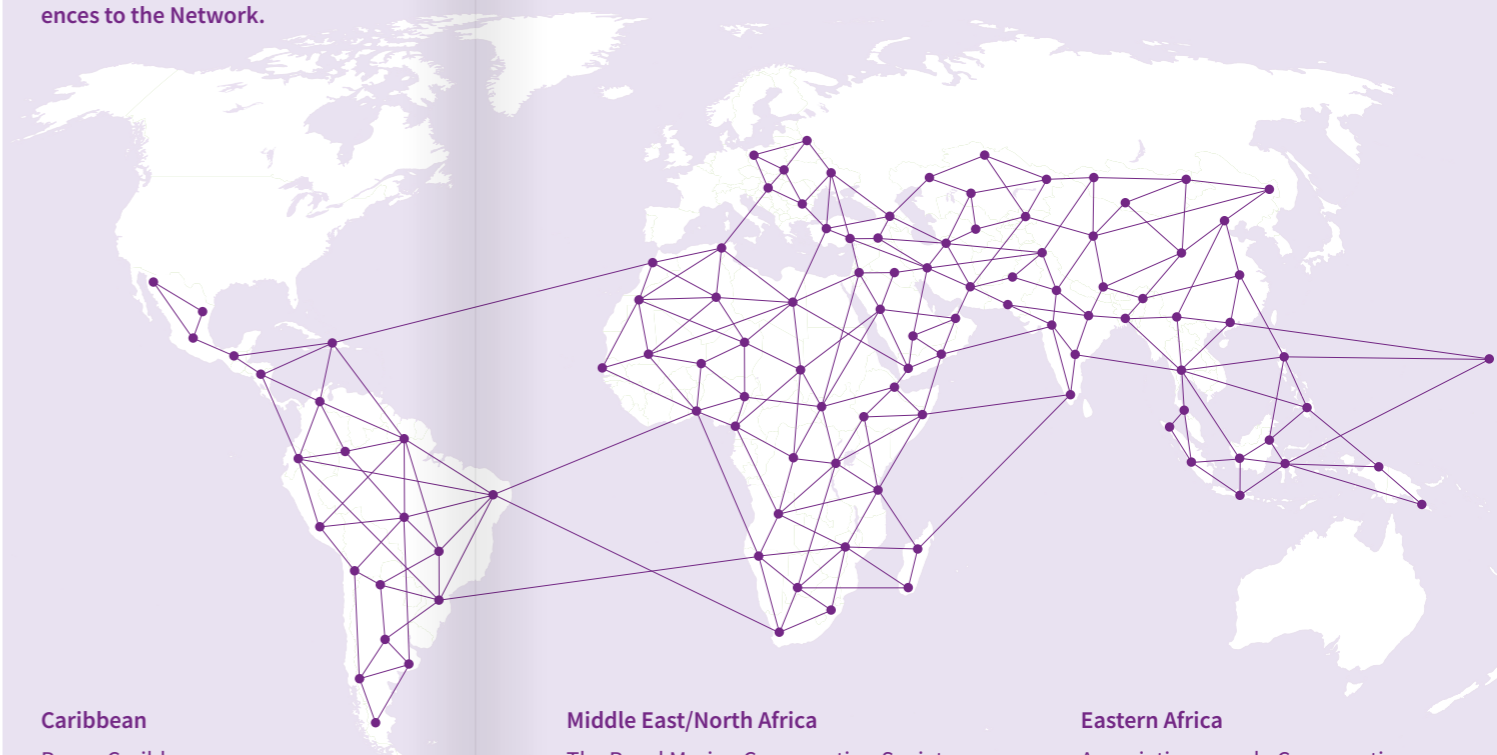 ences to the Network.
Caribbean
Middle East/North Africa
Eastern Africa